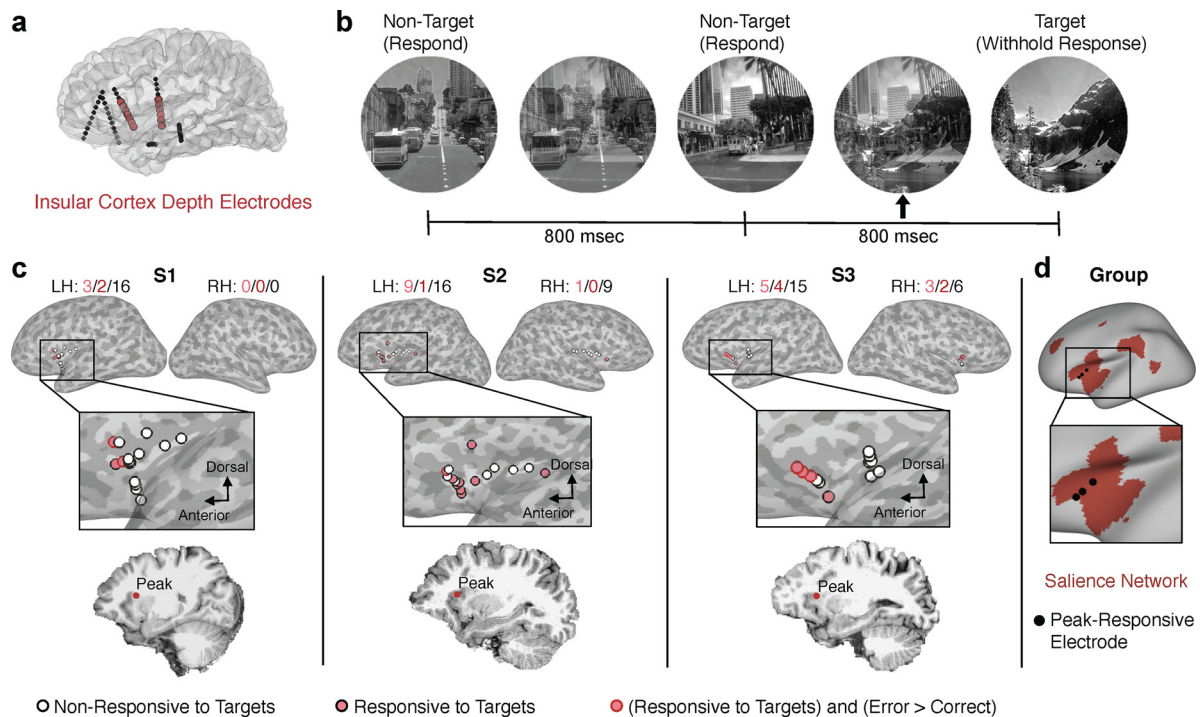 a
Insular Cortex Depth Electrodes
b
Non-Target
(Respond)
Non-Target
(Respond)
Target
(Withhold Response)
800 msec
800 msec
c
S1
LH: 3/2/16
RH: 0/0/0
Dorsal
Anterior
Peak
S2
LH: 9/1/16
RH: 1/0/9
Dorsal
Anterior
Peak
S3
LH: 5/4/15
RH: 3/2/6
Dorsal
Anterior
Peak
d
Group
Salience Network
Peak-Responsive
Electrode
Non-Responsive to Targets
Responsive to Targets
(Responsive to Targets) and (Error > Correct)